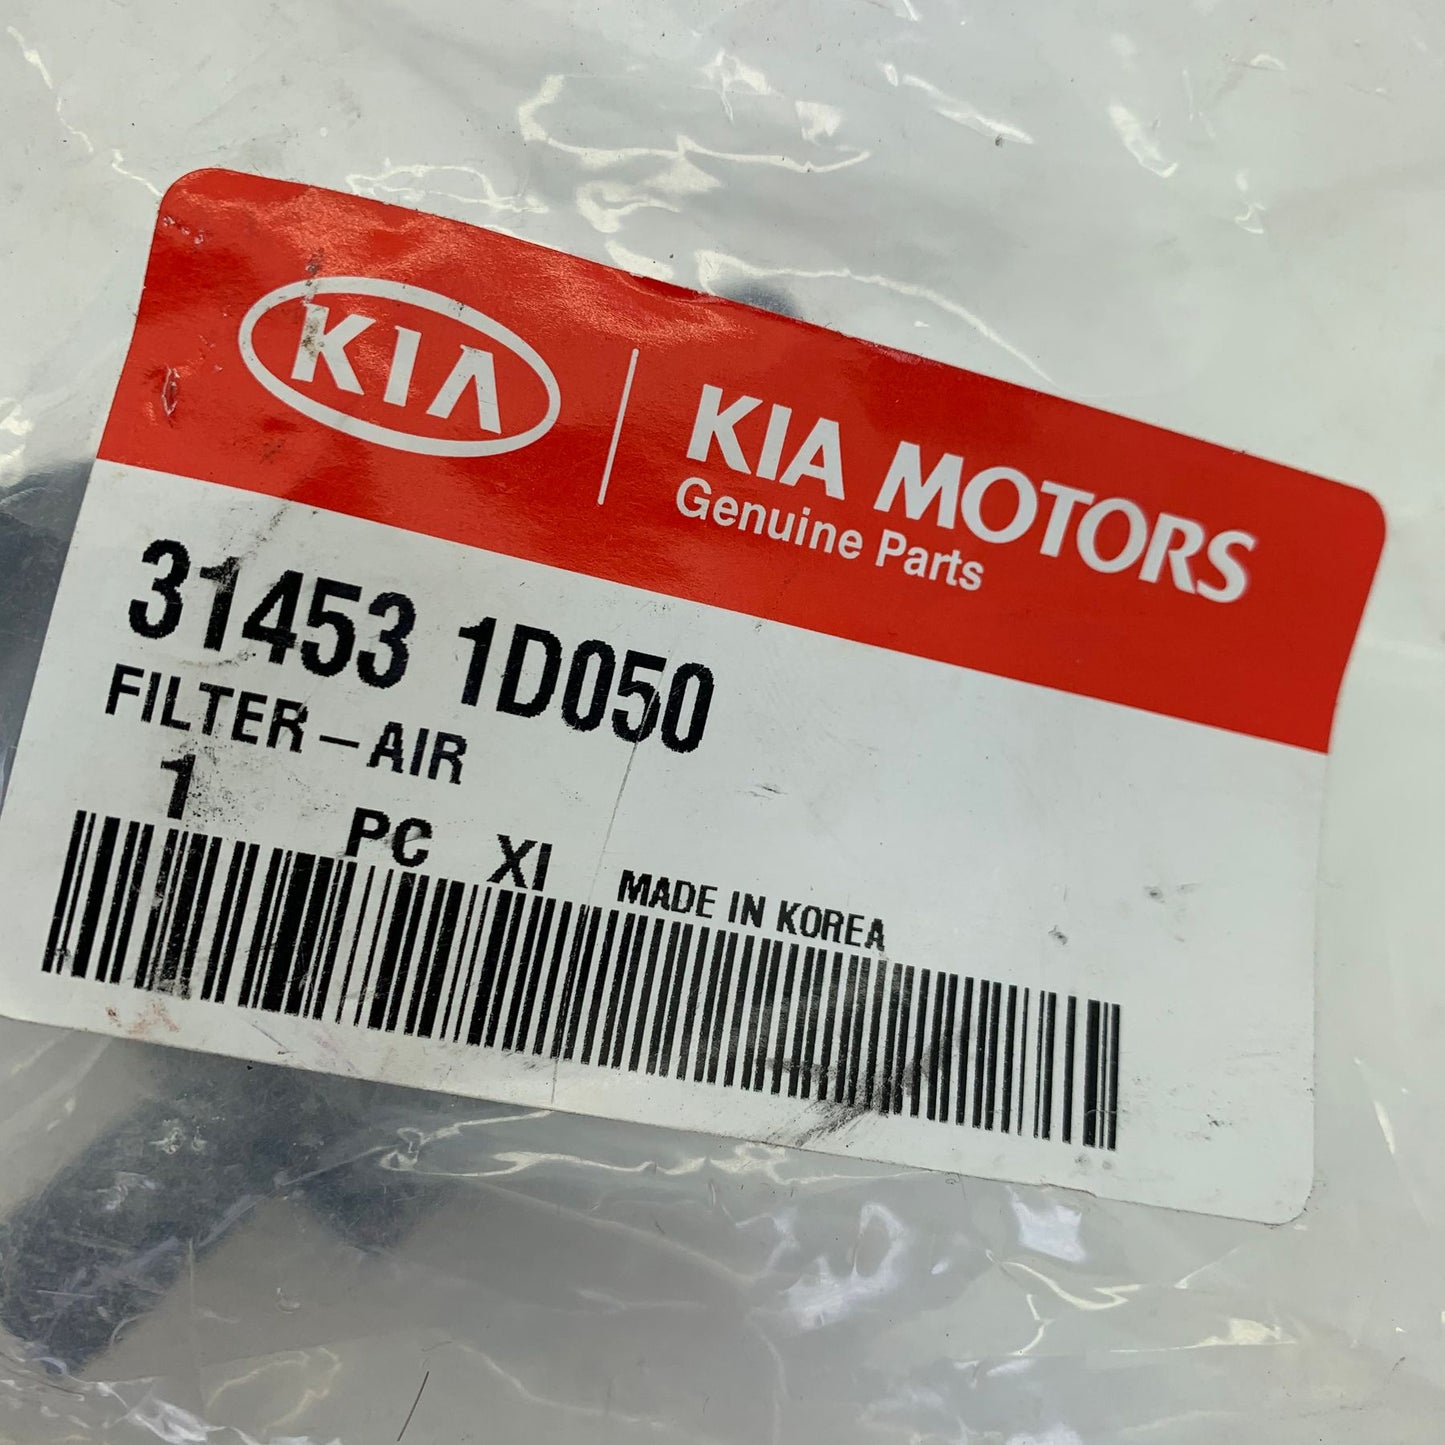 KIA
KIA MOTORS
Genuine Parts
31453 1D050
FILTER-AIR
1 PC XI MADE IN KOREA